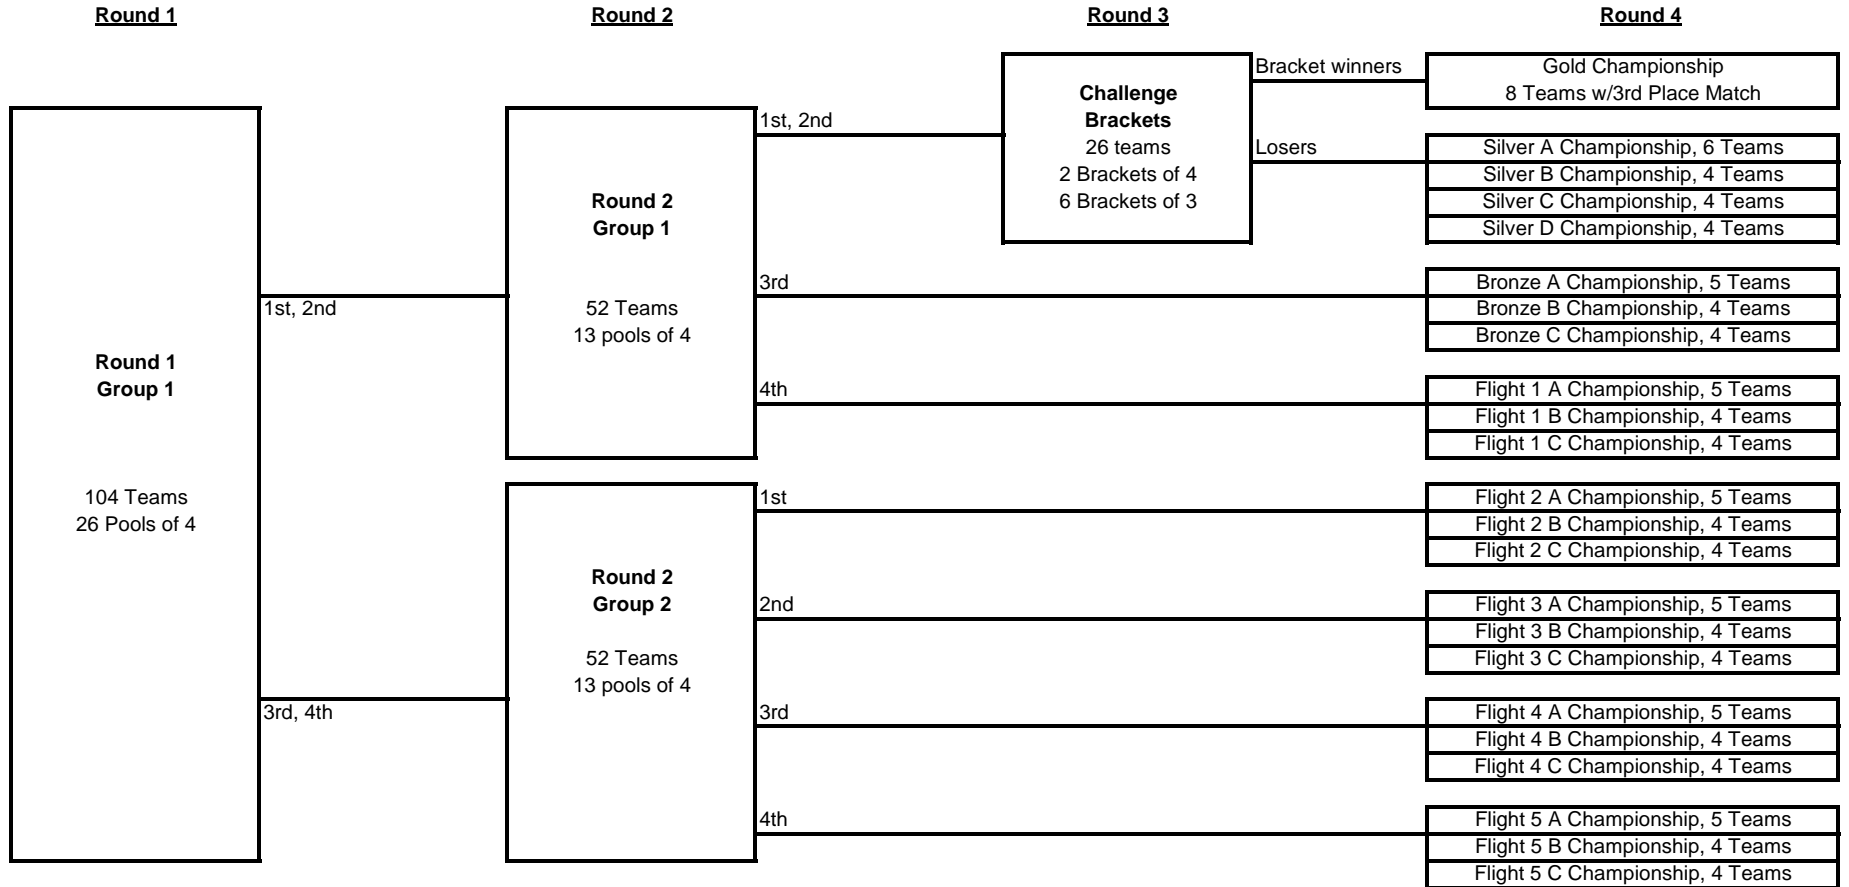 Round 1
Round 2
Round 3
Round 4
Round 1
Group 1
104 Teams
26 Pools of 4
1st, 2nd
3rd, 4th
Round 2
Group 1
52 Teams
13 pools of 4
1st, 2nd
3rd
4th
Round 2
Group 2
52 Teams
13 pools of 4
1st
2nd
3rd
4th
Challenge
Brackets
26 teams
2 Brackets of 4
6 Brackets of 3
Bracket winners
Losers
Gold Championship
8 Teams w/3rd Place Match
Silver A Championship, 6 Teams
Silver B Championship, 4 Teams
Silver C Championship, 4 Teams
Silver D Championship, 4 Teams
Bronze A Championship, 5 Teams
Bronze B Championship, 4 Teams
Bronze C Championship, 4 Teams
Flight 1 A Championship, 5 Teams
Flight 1 B Championship, 4 Teams
Flight 1 C Championship, 4 Teams
Flight 2 A Championship, 5 Teams
Flight 2 B Championship, 4 Teams
Flight 2 C Championship, 4 Teams
Flight 3 A Championship, 5 Teams
Flight 3 B Championship, 4 Teams
Flight 3 C Championship, 4 Teams
Flight 4 A Championship, 5 Teams
Flight 4 B Championship, 4 Teams
Flight 4 C Championship, 4 Teams
Flight 5 A Championship, 5 Teams
Flight 5 B Championship, 4 Teams
Flight 5 C Championship, 4 Teams